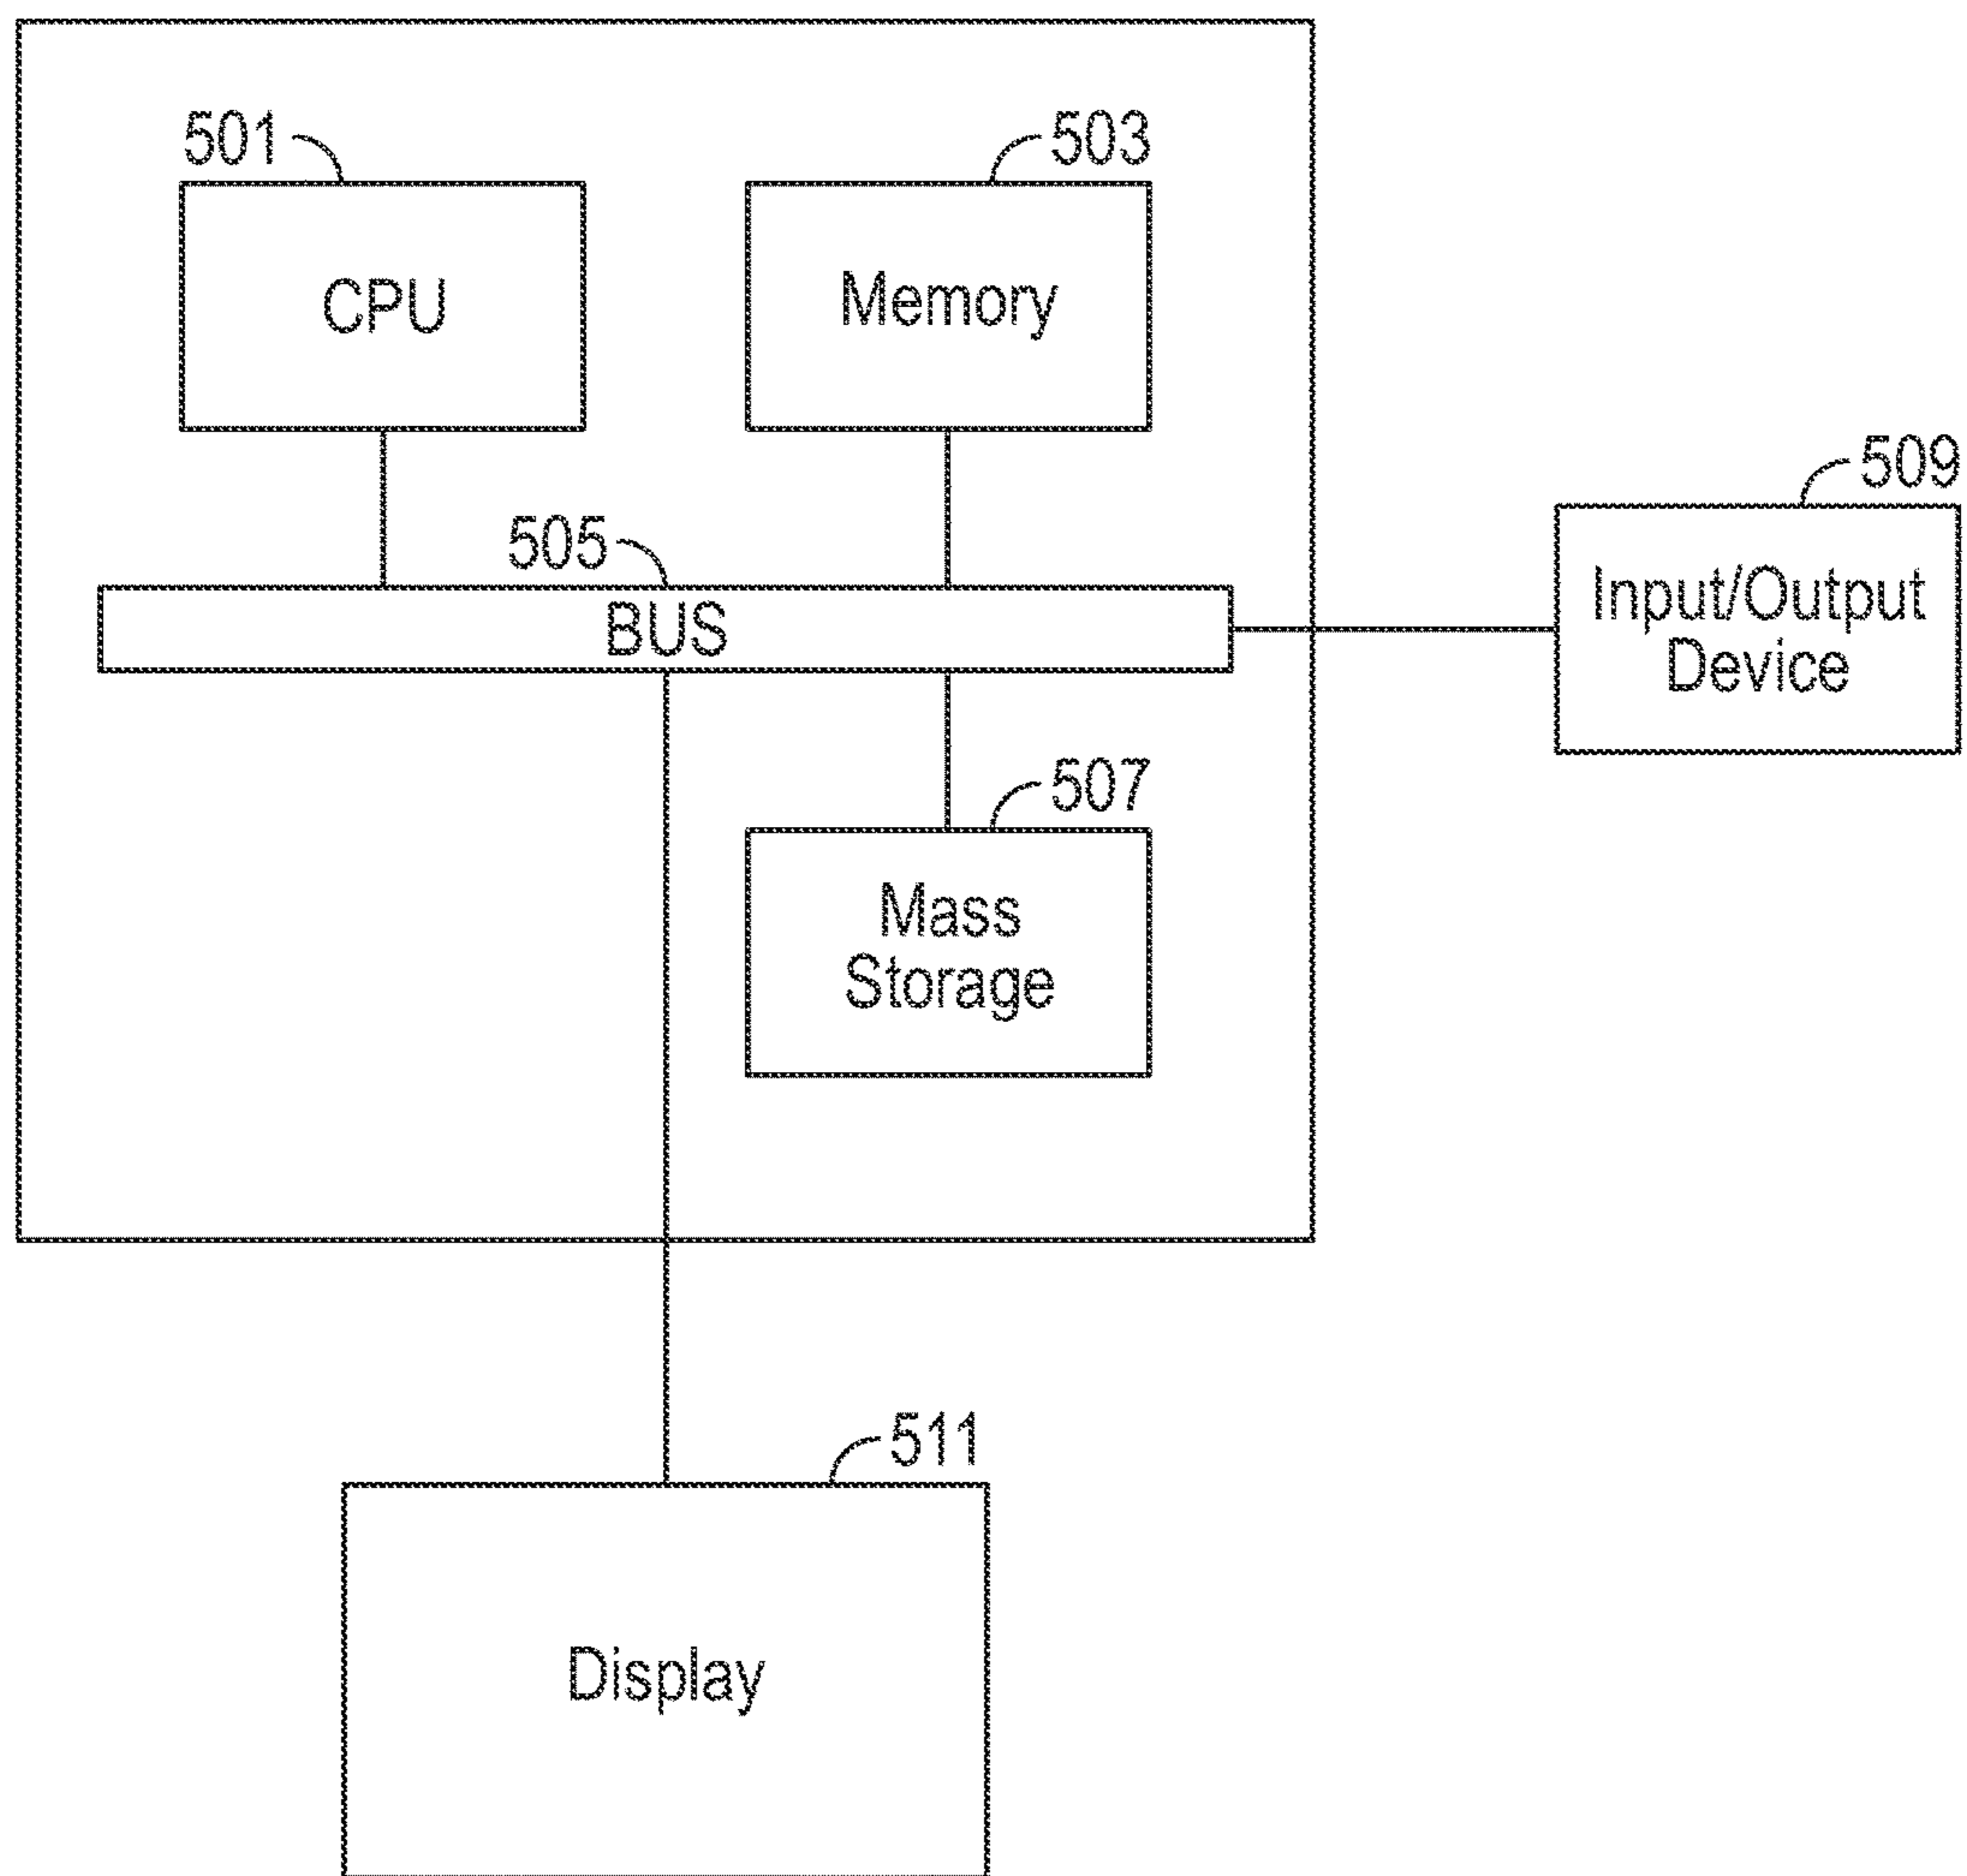 501
503
CPU
Memory
509
505
BUS
Input/Output
Device
507
Mass
Storage
511
Display